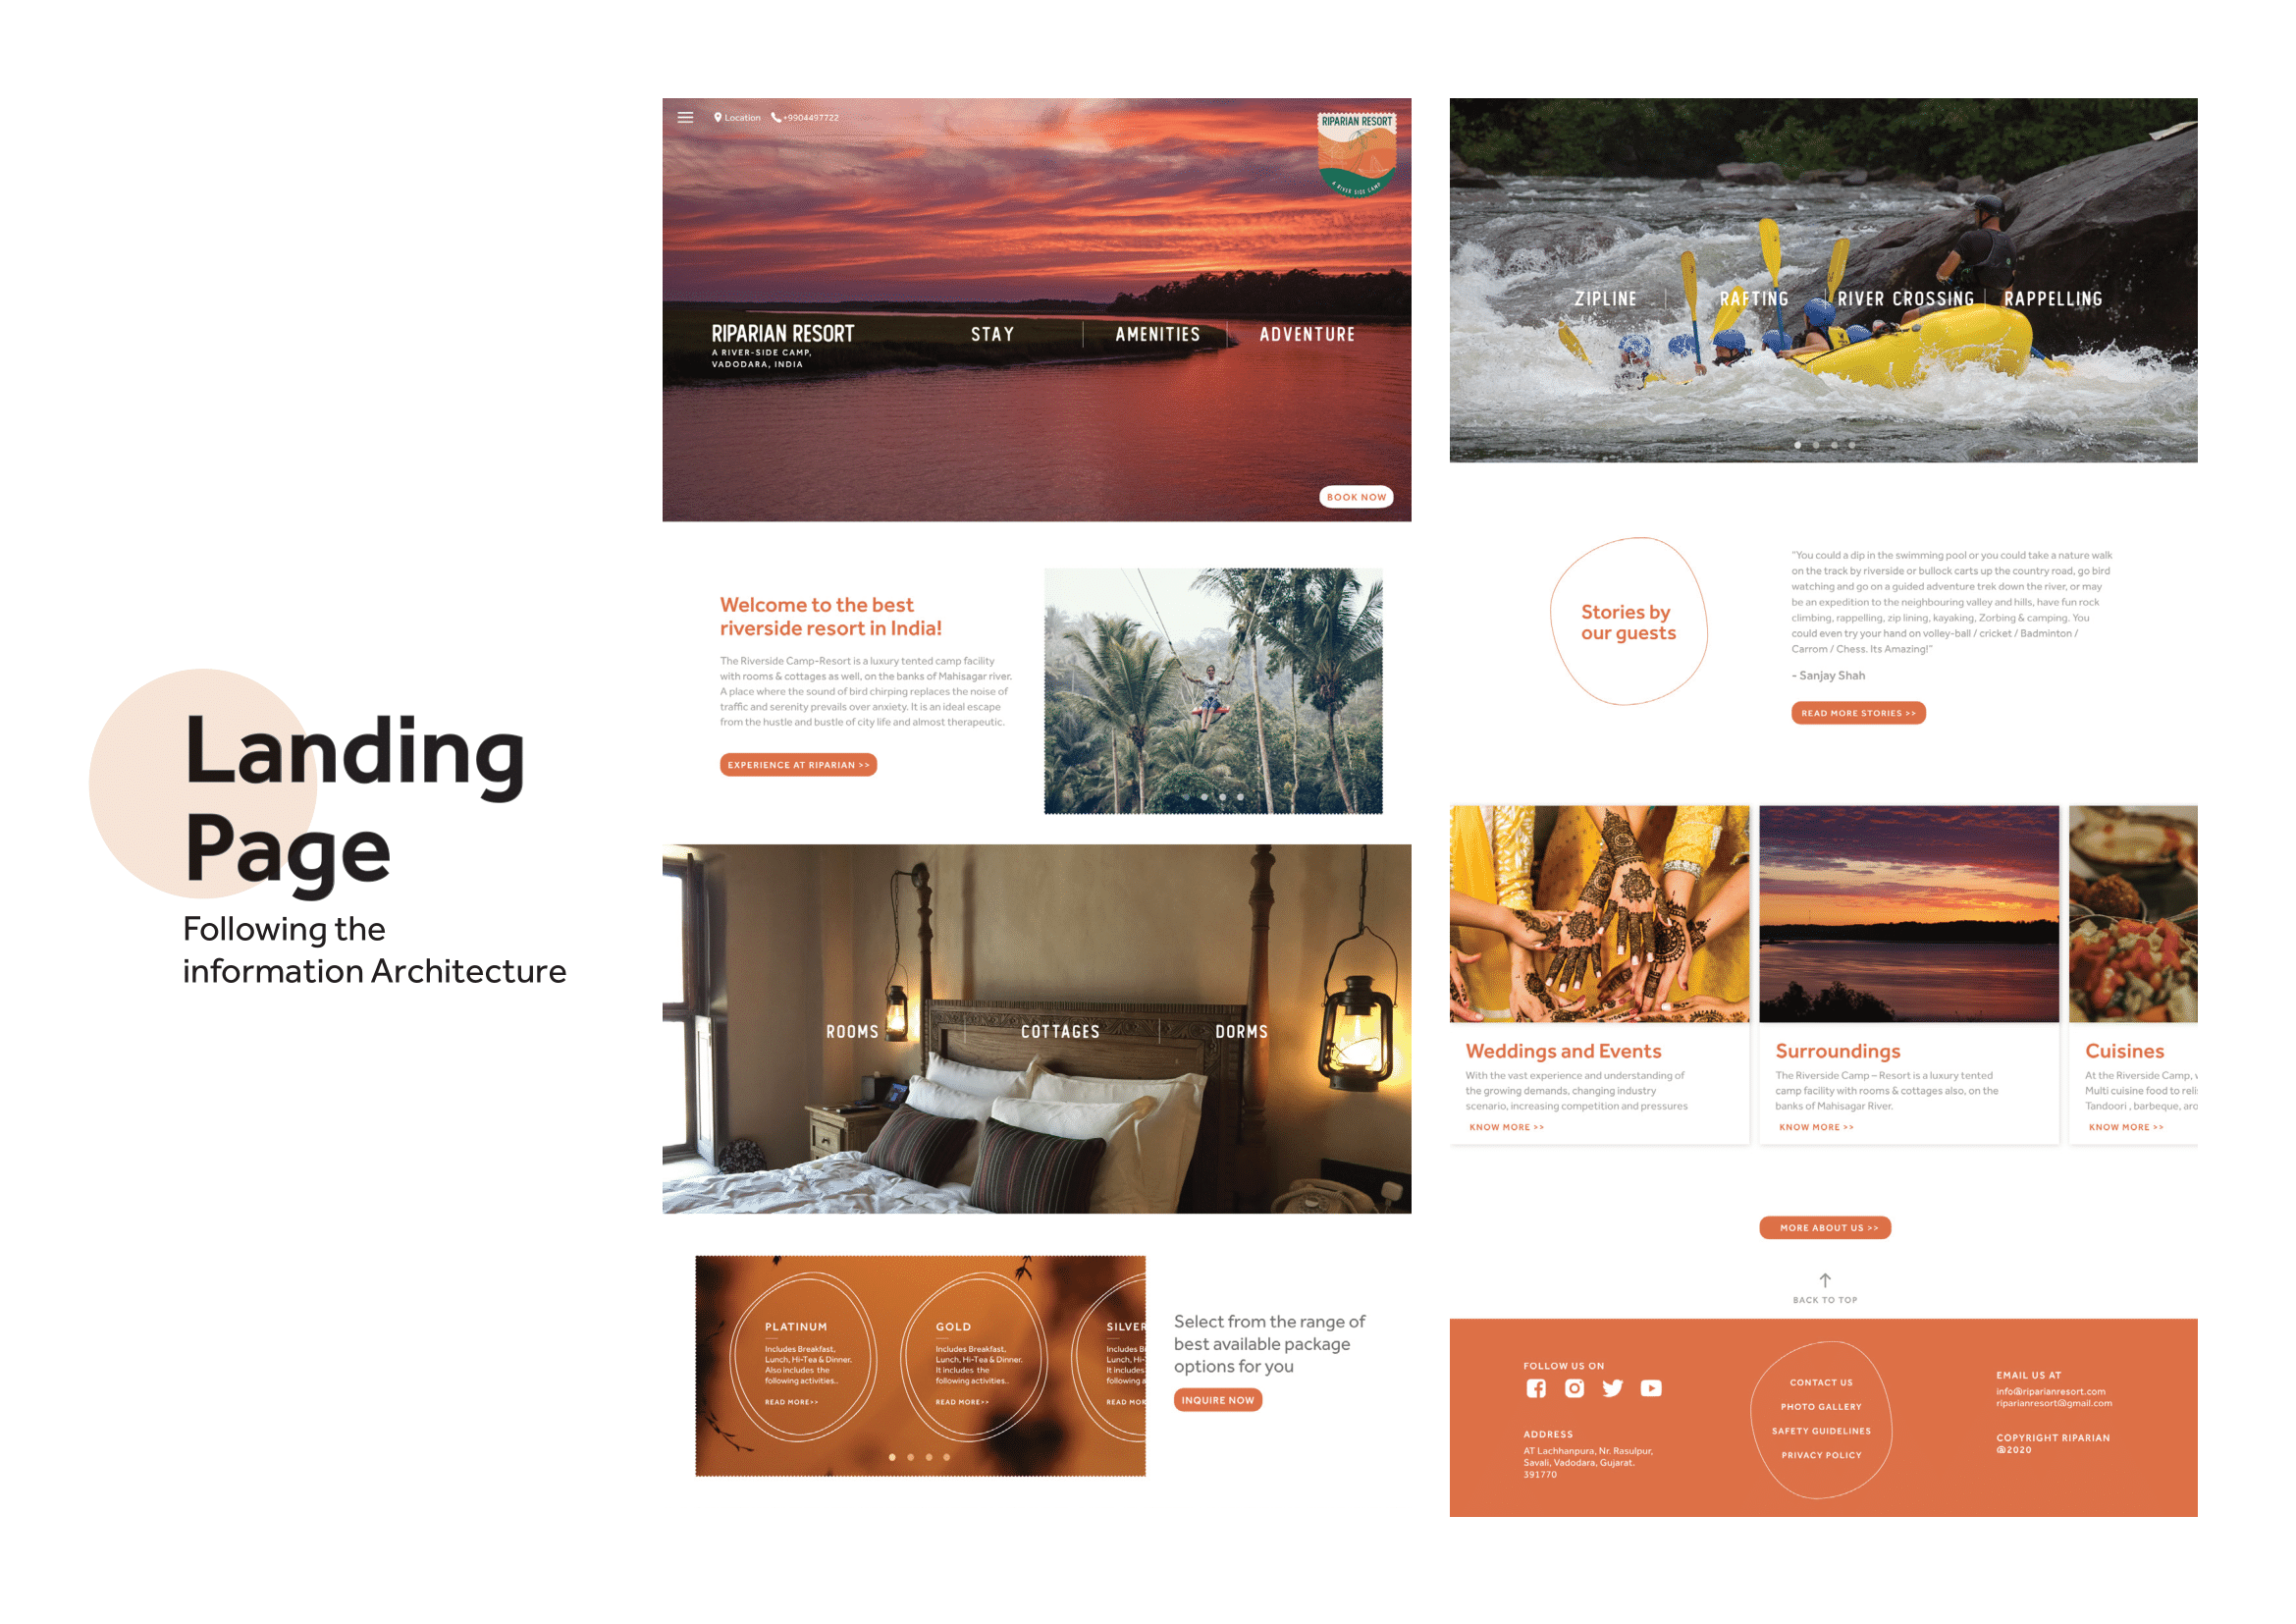 Landing
Page
Following the
information Architecture
Location
+9904497722
RIPARIAN RESORT
A RIVER SIDE CAMP
RIPARIAN RESORT
A RIVER-SIDE CAMP,
VADODARA, INDIA
STAY
AMENITIES
ADVENTURE
BOOK NOW
Welcome to the best
riverside resort in India!
The Riverside Camp-Resort is a luxury tented camp facility
with rooms & cottages as well, on the banks of Mahisagar river.
A place where the sound of bird chirping replaces the noise of
traffic and serenity prevails over anxiety. It is an ideal escape
from the hustle and bustle of city life and almost therapeutic.
EXPERIENCE AT RIPARIAN >>
ROOMS
COTTAGES
DORMS
PLATINUM
Includes Breakfast,
Lunch, Hi-Tea & Dinner.
Also includes the
following activities..
READ MORE>>
GOLD
Includes Breakfast,
Lunch, Hi-Tea & Dinner.
It includes the
following activities..
READ MORE>>
SILVER
Includes B
Lunch, Hi-
It includes
following a
READ MOR
Select from the range of
best available package
options for you
INQUIRE NOW
ZIPLINE
RAFTING
RIVER CROSSING
RAPPELLING
Stories by
our guests
"You could a dip in the swimming pool or you could take a nature walk
on the track by riverside or bullock carts up the country road, go bird
watching and go on a guided adventure trek down the river, or may
be an expedition to the neighbouring valley and hills, have fun rock
climbing, rappelling, zip lining, kayaking, Zorbing & camping. You
could even try your hand on volley-ball / cricket / Badminton /
Carrom / Chess. Its Amazing!"
- Sanjay Shah
READ MORE STORIES >>
Weddings and Events
With the vast experience and understanding of
the growing demands, changing industry
scenario, increasing competition and pressures
KNOW MORE >>
Surroundings
The Riverside Camp – Resort is a luxury tented
camp facility with rooms & cottages also, on the
banks of Mahisagar River.
KNOW MORE >>
Cuisines
At the Riverside Camp, v
Multi cuisine food to reli
Tandoori , barbeque, aro
KNOW MORE >>
MORE ABOUT US >>
BACK TO TOP
FOLLOW US ON
ADDRESS
AT Lachhanpura, Nr. Rasulpur,
Savali, Vadodara, Gujarat.
391770
CONTACT US
PHOTO GALLERY
SAFETY GUIDELINES
PRIVACY POLICY
EMAIL US AT
info@riparianresort.com
riparianresort@gmail.com
COPYRIGHT RIPARIAN
@2020